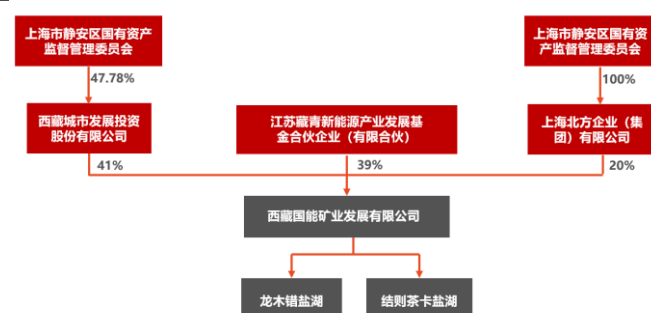 上海市静安区国有资产
监督管理委员会
上海市静安区国有资
产监督管理委员会
47.78%
100%
西藏城市发展投资
股份有限公司
江苏藏青新能源产业发展基
金合伙企业（有限合伙）
上海北方企业（集
团）有限公司
41%
39%
20%
西藏国能矿业发展有限公司
龙木错盐湖
结则茶卡盐湖